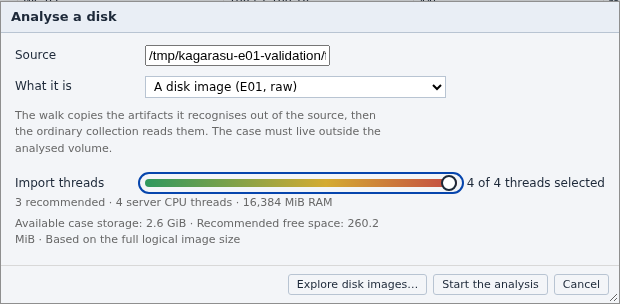 Analyse a disk
Source
/tmp/kagarasu-e01-validation/
What it is
A disk image (E01, raw)
The walk copies the artifacts it recognises out of the source, then
the ordinary collection reads them. The case must live outside the
analysed volume.
Import threads
4 of 4 threads selected
3 recommended · 4 server CPU threads · 16,384 MiB RAM
Available case storage: 2.6 GiB · Recommended free space: 260.2
MiB · Based on the full logical image size
Explore disk images...
Start the analysis
Cancel